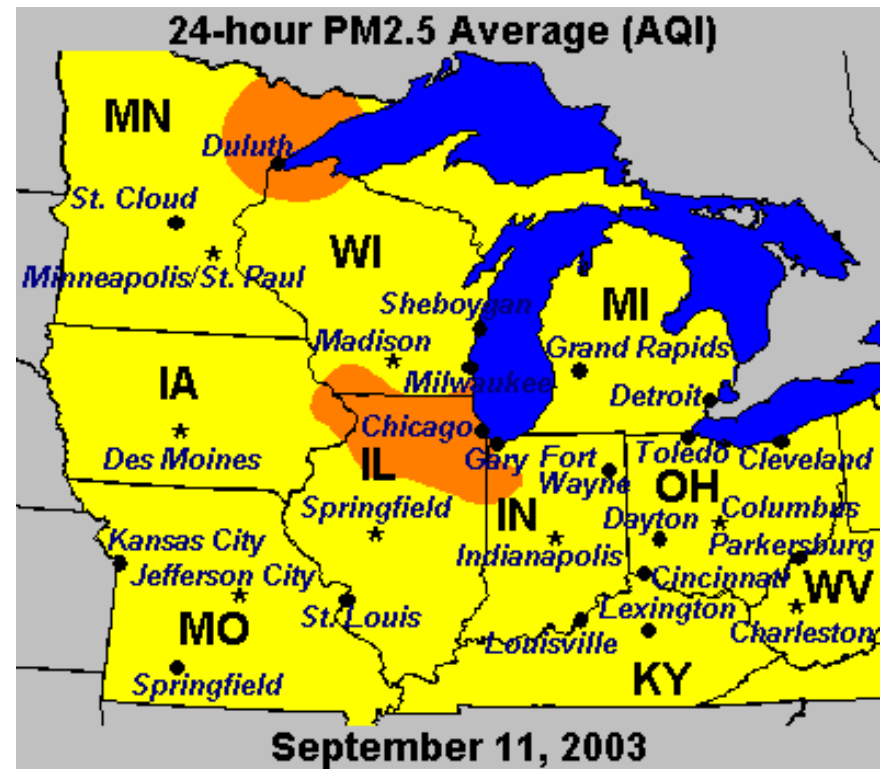 24-hour PM2.5 Average (AQI)
MN
Duluth
St. Cloud
WI
Minneapolis/St. Paul
Sheboygan
MI
Madison
Grand Rapids
IA
Milwaukee
Detroit
Chicago
Des Moines
IL
Gary
Fort
Wayne
Toledo
Cleveland
OH
Springfield
IN
Dayton
Columbus
Kansas City
Indianapolis
Parkersburg
Jefferson City
Cincinnati
WV
MO
St. Louis
Lexington
Louisville
Charleston
Springfield
KY
September 11, 2003